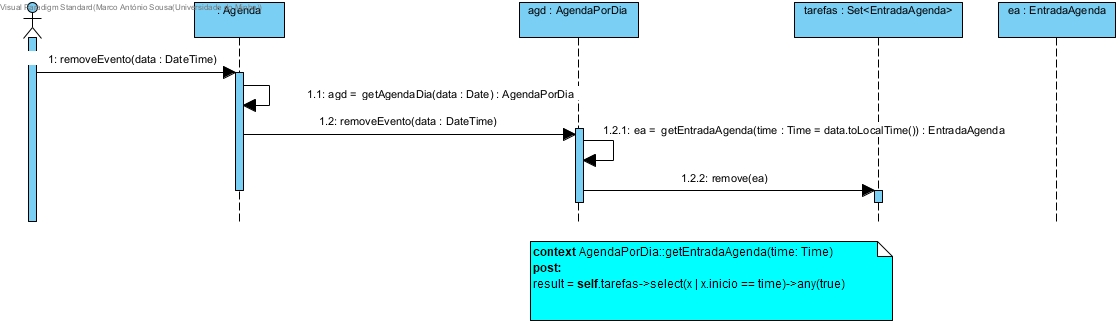 Visual Paradigm Standard(Marco António Sousa(Universidade do Minho))
: Agenda
agd : AgendaPorDia
tarefas : Set<EntradaAgenda>
ea : EntradaAgenda
1: removeEvento(data : DateTime)
1.1: agd = getAgendaDia(data : Date) : AgendaPorDia
1.2: removeEvento(data : DateTime)
1.2.1: ea = getEntradaAgenda(time : Time = data.toLocalTime()) : EntradaAgenda
1.2.2: remove(ea)
context AgendaPorDia::getEntradaAgenda(time: Time)
post:
result = self.tarefas->select(x | x.inicio == time)->any(true)